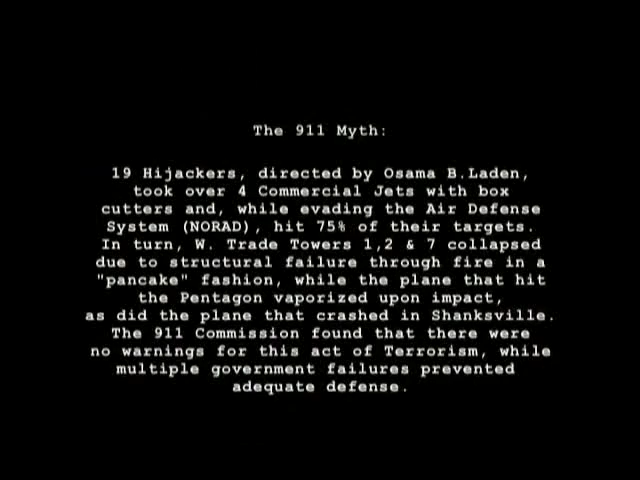 The 911 Myth:
19 Hijackers, directed by Osama B.Laden,
took over 4 Commercial Jets with box
cutters and, while evading the Air Defense
System (NORAD), hit 75% of their targets.
In turn, W. Trade Towers 1,2 & 7 collapsed
due to structural failure through fire in a
"pancake" fashion, while the plane that hit
the Pentagon vaporized upon impact,
as did the plane that crashed in Shanksville.
The 911 Commission found that there were
no warnings for this act of Terrorism, while
multiple government failures prevented
adequate defense.